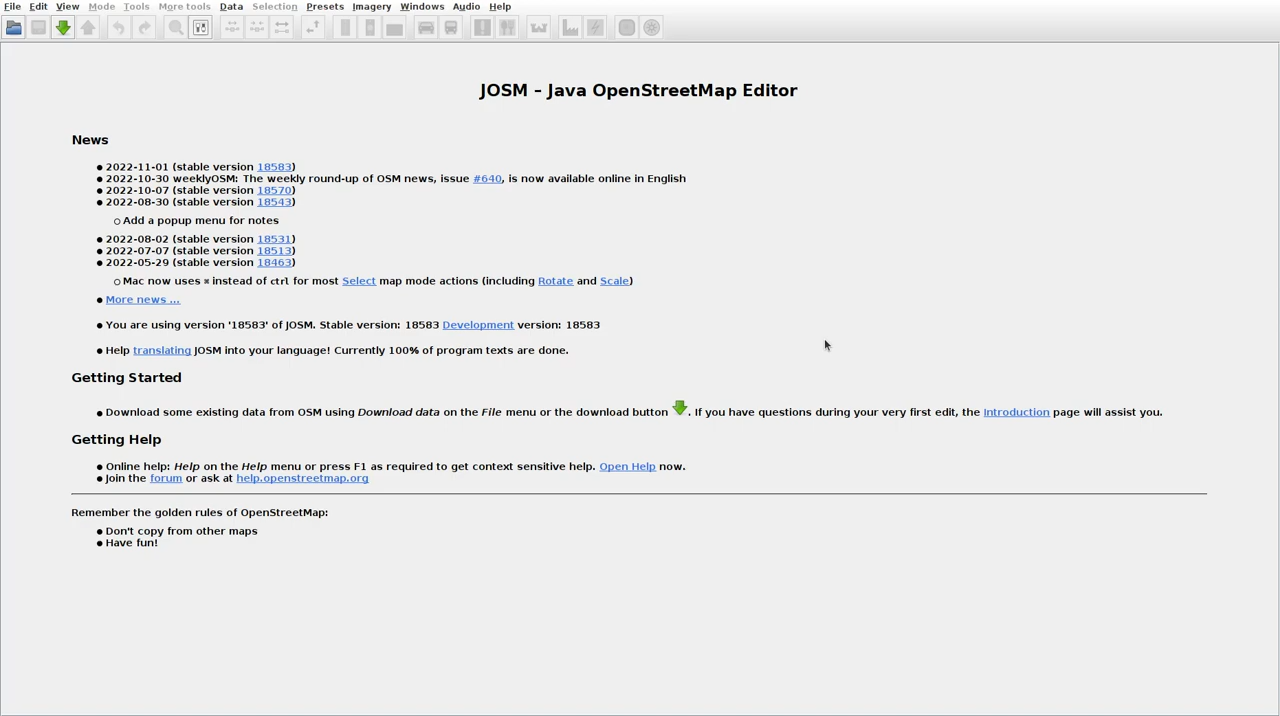 File Edit View Mode Tools More tools Data Selection Presets Imagery Windows Audio Help
JOSM – Java OpenStreetMap Editor
News
2022-11-01 (stable version 18583)
2022-10-30 weeklyOSM: The weekly round-up of OSM news, issue #640, is now available online in English
2022-10-07 (stable version 18570)
2022-08-30 (stable version 18543)
Add a popup menu for notes
2022-08-02 (stable version 18531)
2022-07-07 (stable version 18513)
2022-05-29 (stable version 18463)
Mac now uses ⌘ instead of ctrl for most Select map mode actions (including Rotate and Scale)
More news ...
You are using version '18583' of JOSM. Stable version: 18583 Development version: 18583
Help translating JOSM into your language! Currently 100% of program texts are done.
Getting Started
Download some existing data from OSM using Download data on the File menu or the download button . If you have questions during your very first edit, the Introduction page will assist you.
Getting Help
Online help: Help on the Help menu or press F1 as required to get context sensitive help. Open Help now.
Join the forum or ask at help.openstreetmap.org
Remember the golden rules of OpenStreetMap:
Don't copy from other maps
Have fun!